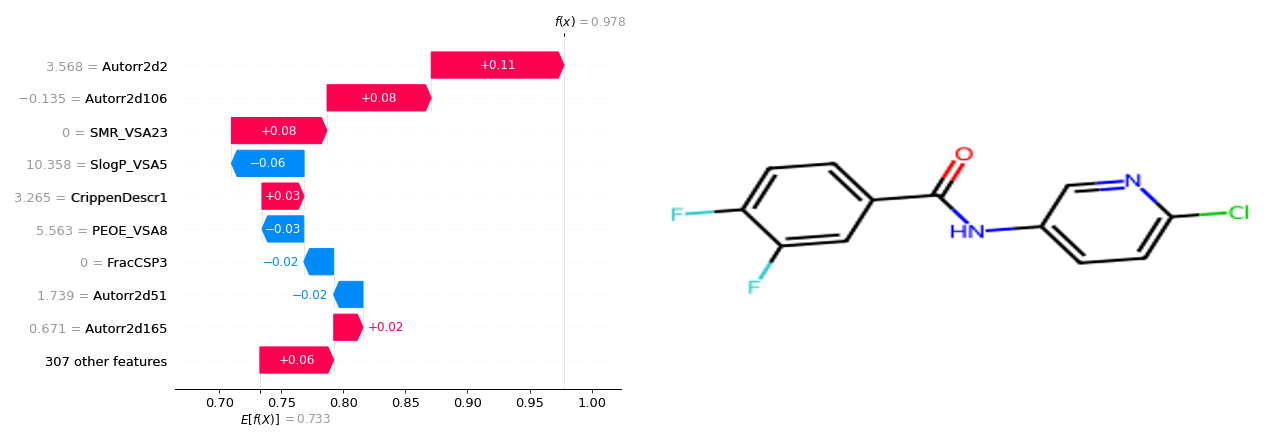 f(x) = 0.978
3.568 = Autorr2d2
+0.11
−0.135 = Autorr2d106
+0.08
0 = SMR_VSA23
+0.08
10.358 = SlogP_VSA5
−0.06
3.265 = CrippenDescr1
+0.03
5.563 = PEOE_VSA8
−0.03
0 = FracCSP3
−0.02
1.739 = Autorr2d51
−0.02
0.671 = Autorr2d165
+0.02
307 other features
+0.06
0.70 0.75 0.80 0.85 0.90 0.95 1.00
E[f(X)] = 0.733
O
N
F
Cl
HN
F